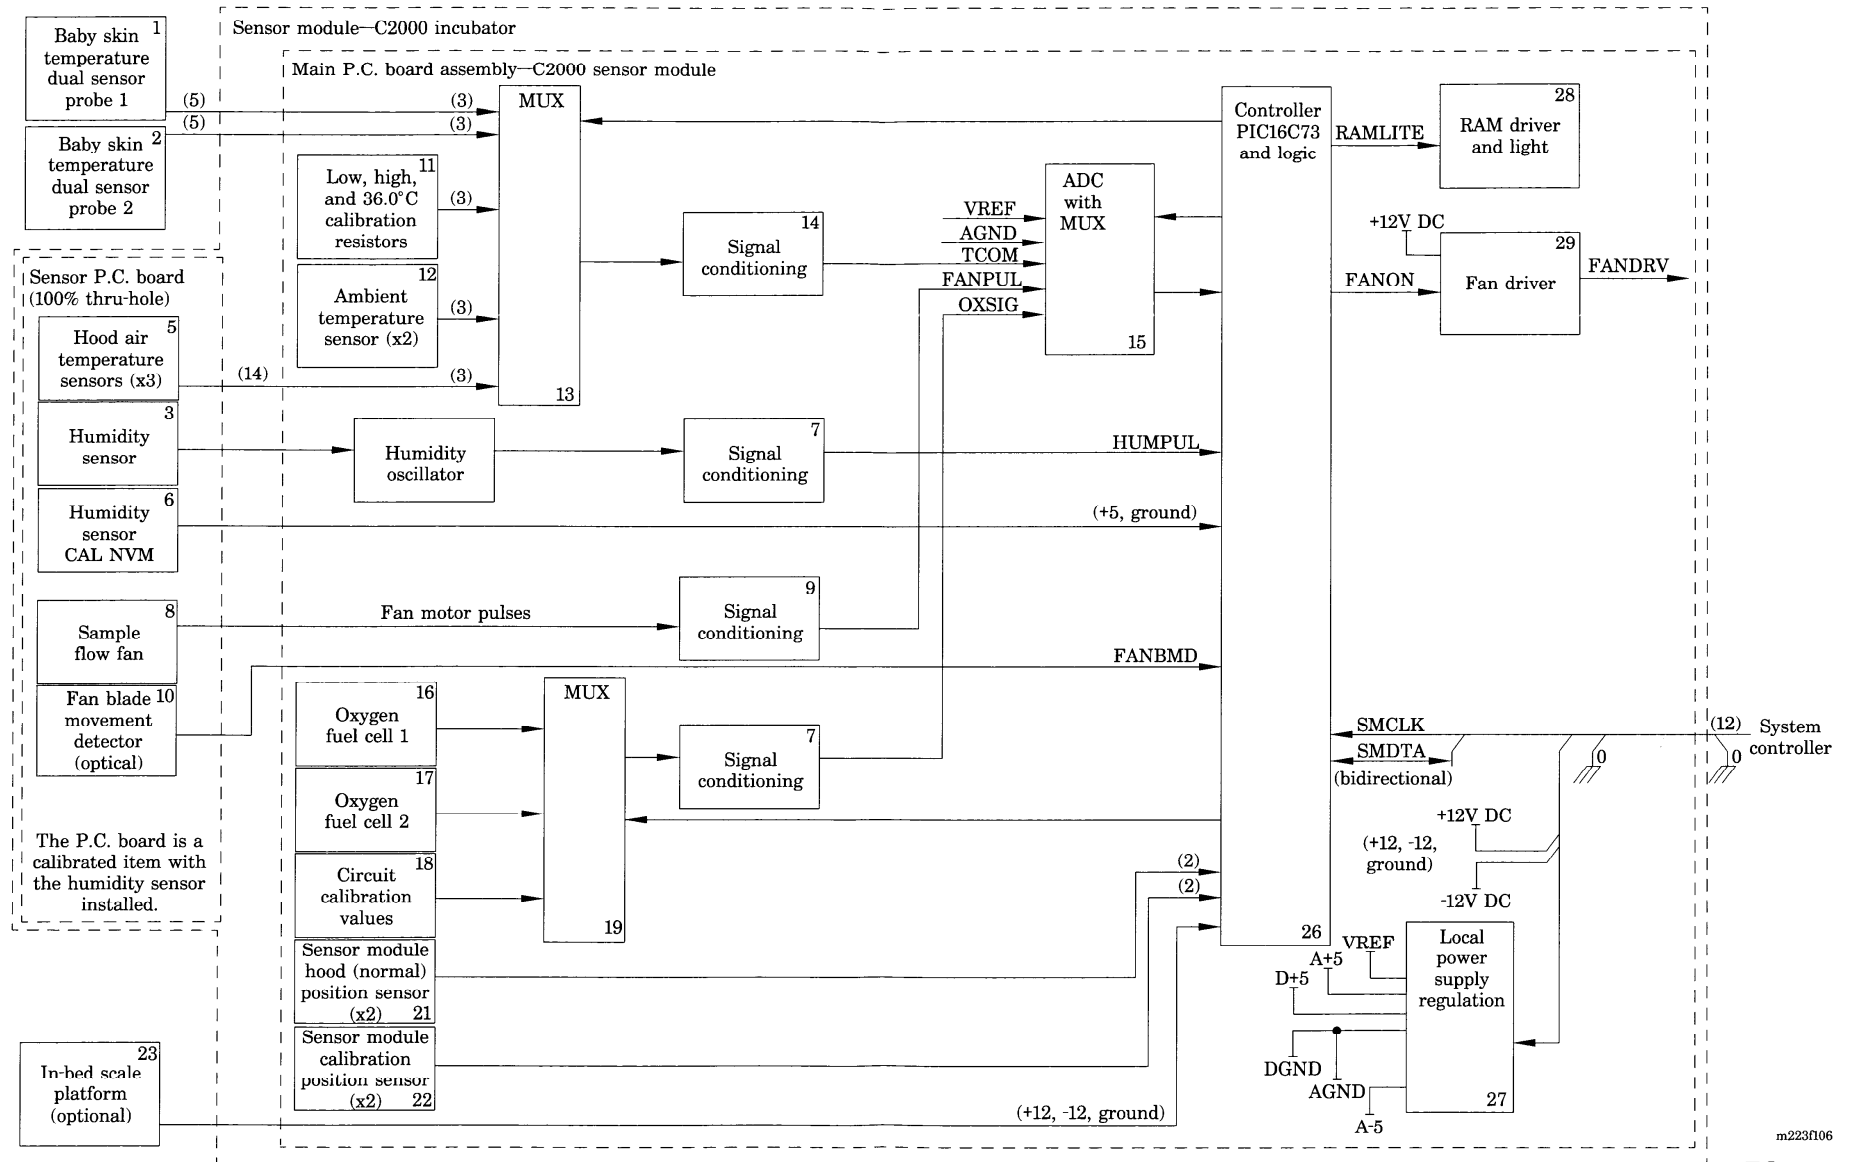 Sensor module—C2000 incubator
Main P.C. board assembly—C2000 sensor module
1
Baby skin
temperature
dual sensor
probe 1
(5)
(3)
2
Baby skin
temperature
dual sensor
probe 2
(5)
(3)
MUX
13
11
Low, high,
and 36.0°C
calibration
resistors
(3)
12
Ambient
temperature
sensor (x2)
(3)
Sensor P.C. board
(100% thru-hole)
5
Hood air
temperature
sensors (x3)
(14)
(3)
3
Humidity
sensor
6
Humidity
sensor
CAL NVM
8
Sample
flow fan
Fan blade 10
movement
detector
(optical)
The P.C. board is a
calibrated item with
the humidity sensor
installed.
14
Signal
conditioning
Humidity
oscillator
7
Signal
conditioning
HUMPUL
(+5, ground)
Fan motor pulses
9
Signal
conditioning
FANBMD
VREF
AGND
TCOM
FANPUL
OXSIG
ADC
with
MUX
15
Controller
PIC16C73
and logic
26
RAMLITE
28
RAM driver
and light
+12V DC
FANON
29
Fan driver
FANDRV
16
Oxygen
fuel cell 1
17
Oxygen
fuel cell 2
18
Circuit
calibration
values
MUX
19
7
Signal
conditioning
Sensor module
hood (normal)
position sensor
(x2) 21
(2)
Sensor module
calibration
position sensor
(x2) 22
(2)
23
In-bed scale
platform
(optional)
(+12, -12, ground)
SMCLK
SMDTA
(bidirectional)
0
(12)
0
System
controller
+12V DC
(+12, -12,
ground)
-12V DC
VREF
A+5
D+5
DGND
AGND
A-5
Local
power
supply
regulation
27
m223f106